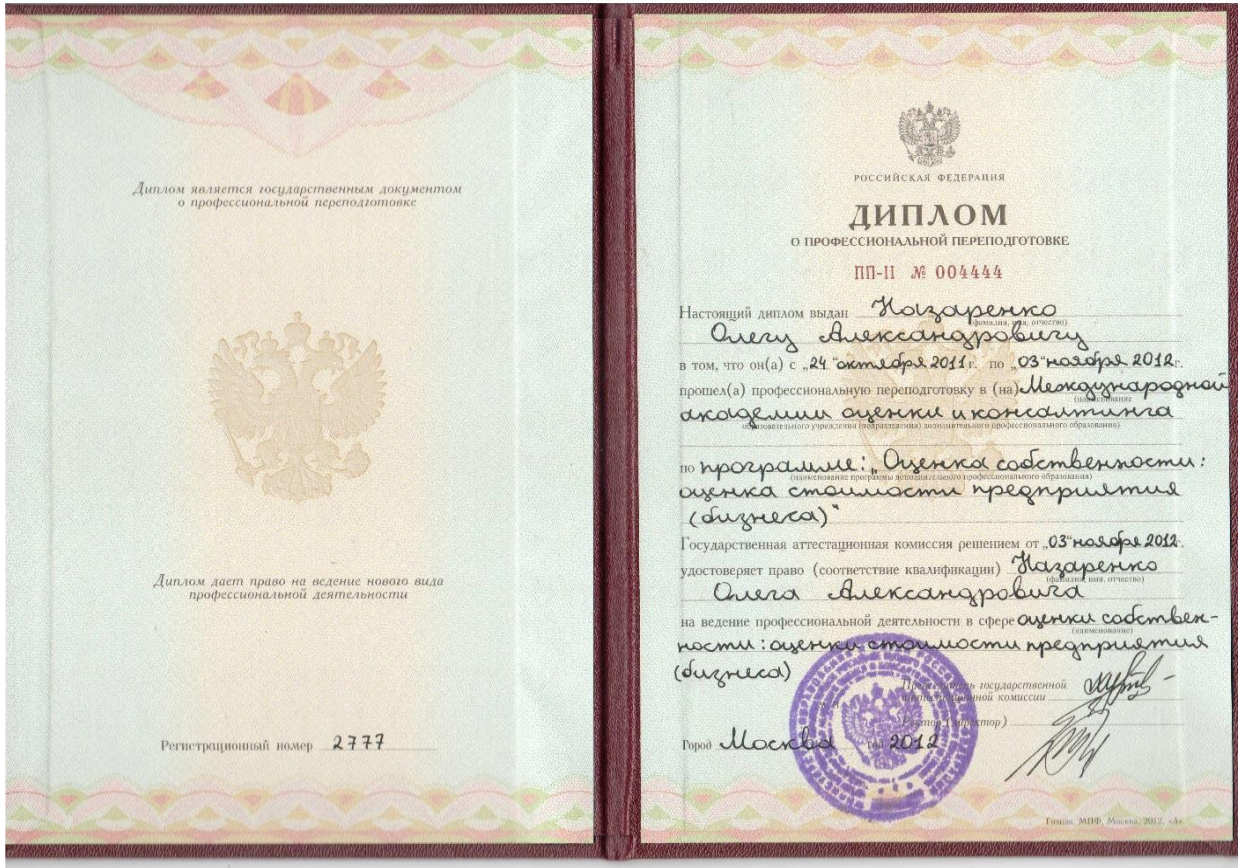 Диплом является государственным документом
о профессиональной переподготовке
Диплом дает право на ведение нового вида
профессиональной деятельности
Регистрационный номер 2777
РОССИЙСКАЯ ФЕДЕРАЦИЯ
ДИПЛОМ
О ПРОФЕССИОНАЛЬНОЙ ПЕРЕПОДГОТОВКЕ
ПП-II № 004444
Настоящий диплом выдан Назаренко
(фамилия, имя, отчество)
Олегу Александровичу
в том, что он(а) с „24 “октября 2011 г. по „03“ноября 2012г.
прошел(а) профессиональную переподготовку в (на) Международной
(наименование
академии оценки и консалтинга
образовательного учреждения (подразделения) дополнительного профессионального образования)
по программе: „Оценка собственности:
(наименование программы дополнительного профессионального образования)
оценка стоимости предприятия
(бизнеса)“
Государственная аттестационная комиссия решением от „03“ноября 2012г.
удостоверяет право (соответствие квалификации) Назаренко
(фамилия, имя, отчество)
Олега Александровича
на ведение профессиональной деятельности в сфере оценки собствен-
(наименование)
ности: оценки стоимости предприятия
(бизнеса)
Председатель государственной
аттестационной комиссии
Ректор (директор)
Город Москва год 2012
Гознак, МПФ, Москва, 2012, «А»